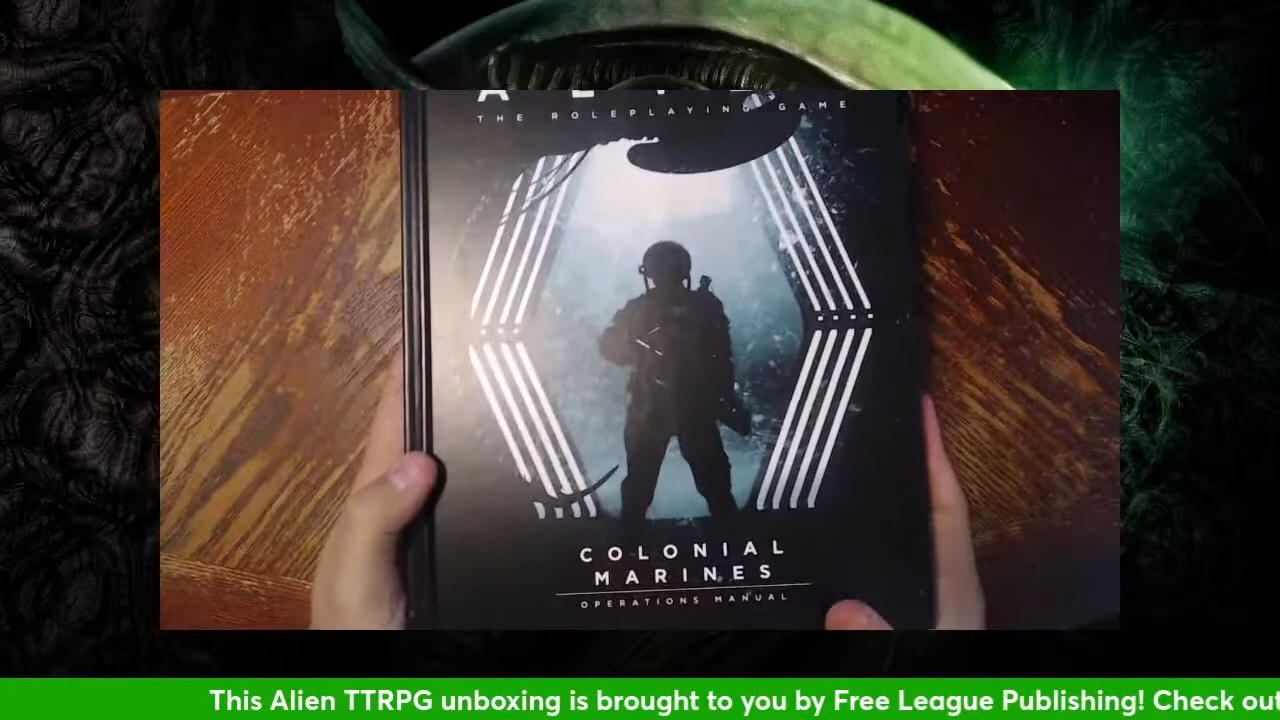 THE ROLEPLAYING GAME
COLONIAL
MARINES
OPERATIONS MANUAL
This Alien TTRPG unboxing is brought to you by Free League Publishing! Check out